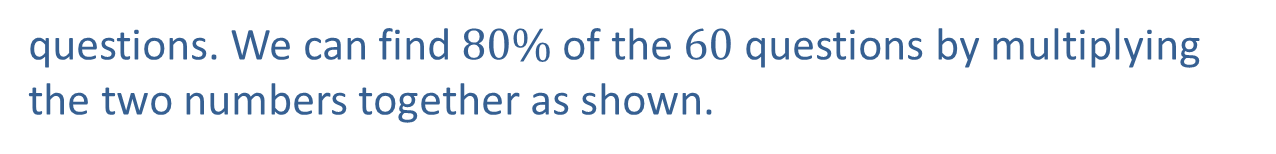 questions. We can find 80% of the 60 questions by multiplying
the two numbers together as shown.